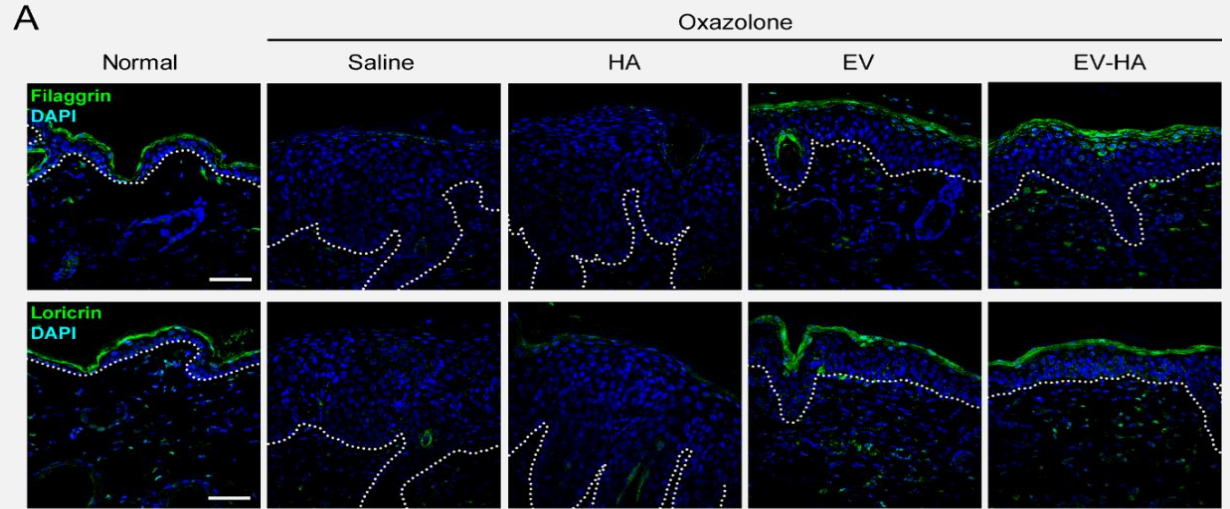 A
Oxazolone
Normal Saline HA EV EV-HA
Filaggrin
DAPI
Loricrin
DAPI